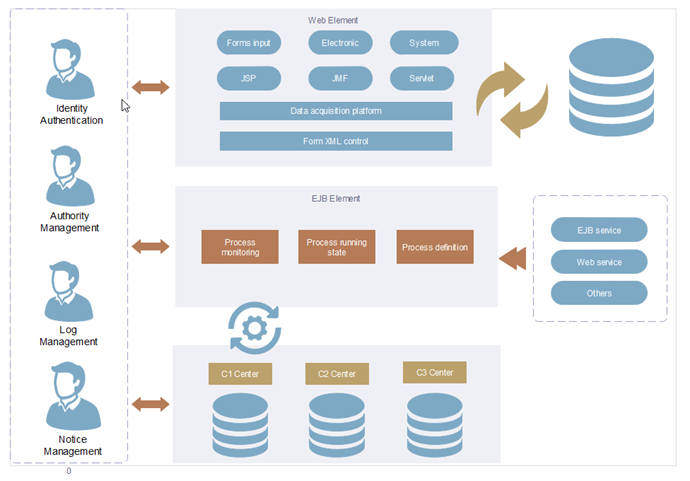 Web Element
Forms input
Electronic
System
JSP
JMF
Servlet
Data acquisition platform
Form XML control
Identity
Authentication
Authority
Management
Log
Management
Notice
Management
0
EJB Element
Process
monitoring
Process running
state
Process definition
EJB service
Web service
Others
C1 Center
C2 Center
C3 Center